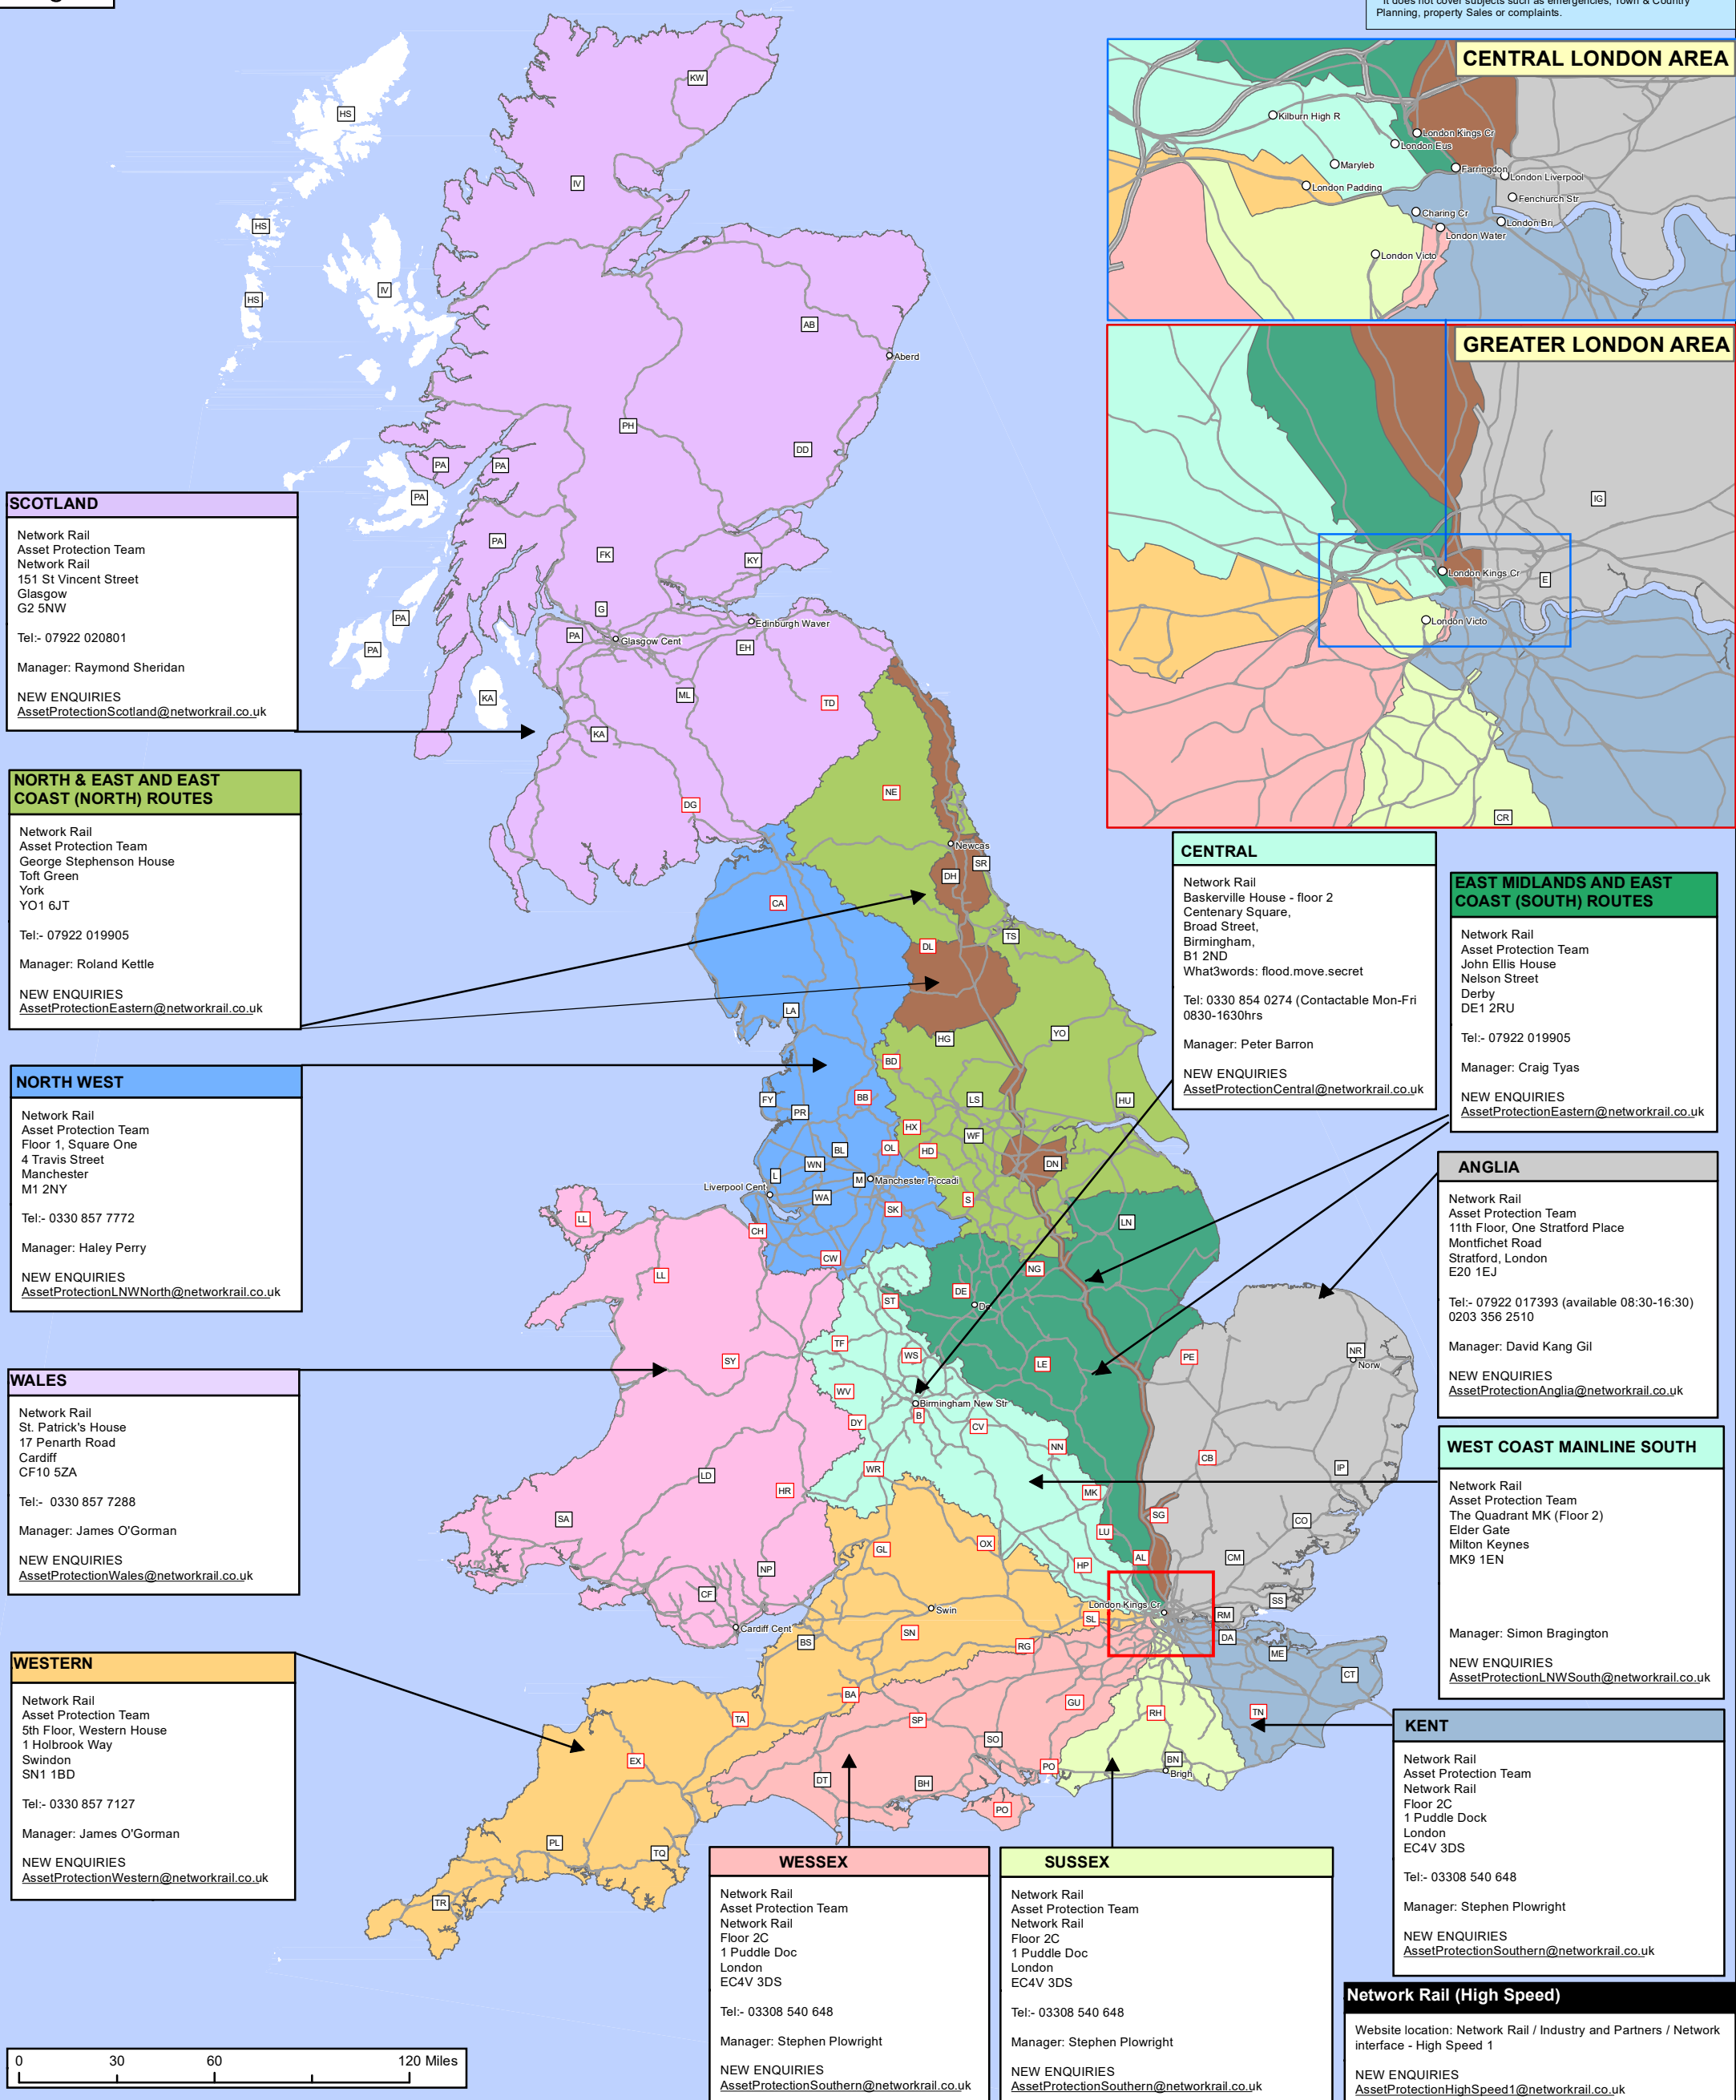 It does not cover subjects such as emergencies, Town & Country
Planning, property Sales or complaints.
CENTRAL LONDON AREA
Kilburn High R
London Kings Cr
London Eus
Maryleb
Farringdon
London Liverpool
London Padding
Fenchurch Str
Charing Cr
London Bri
London Water
London Victo
GREATER LONDON AREA
IG
London Kings Cr
E
London Victo
CR
KW
HS
IV
HS
IV
HS
AB
Aberd
PH
DD
PA
PA
PA
PA
FK
KY
G
PA
PA
Glasgow Cent
Edinburgh Waver
EH
PA
ML
KA
TD
KA
DG
NE
Newcas
SR
DH
CA
TS
DL
LA
HG
YO
BD
FY
PR
BB
LS
HU
HX
WF
OL
HD
BL
WN
DN
L
M
Manchester Piccadi
Liverpool Cent
WA
SK
S
LL
CH
LN
CW
LL
NG
DE
De
ST
TF
WS
SY
LE
PE
NR
Norw
WV
Birmingham New Str
B
DY
CV
NN
CB
IP
WR
LD
HR
MK
SG
SA
CO
LU
OX
GL
AL
CM
HP
NP
CF
SS
London Kings Cr
RM
SL
Swin
DA
Cardiff Cent
SN
BS
RG
ME
CT
BA
GU
TA
SP
RH
TN
SO
EX
PO
BN
Brigh
DT
BH
PO
PL
TQ
TR
SCOTLAND
Network Rail
Asset Protection Team
Network Rail
151 St Vincent Street
Glasgow
G2 5NW
Tel:- 07922 020801
Manager: Raymond Sheridan
NEW ENQUIRIES
AssetProtectionScotland@networkrail.co.uk
NORTH & EAST AND EAST
COAST (NORTH) ROUTES
Network Rail
Asset Protection Team
George Stephenson House
Toft Green
York
YO1 6JT
Tel:- 07922 019905
Manager: Roland Kettle
NEW ENQUIRIES
AssetProtectionEastern@networkrail.co.uk
NORTH WEST
Network Rail
Asset Protection Team
Floor 1, Square One
4 Travis Street
Manchester
M1 2NY
Tel:- 0330 857 7772
Manager: Haley Perry
NEW ENQUIRIES
AssetProtectionLNWNorth@networkrail.co.uk
WALES
Network Rail
St. Patrick's House
17 Penarth Road
Cardiff
CF10 5ZA
Tel:- 0330 857 7288
Manager: James O'Gorman
NEW ENQUIRIES
AssetProtectionWales@networkrail.co.uk
WESTERN
Network Rail
Asset Protection Team
5th Floor, Western House
1 Holbrook Way
Swindon
SN1 1BD
Tel:- 0330 857 7127
Manager: James O'Gorman
NEW ENQUIRIES
AssetProtectionWestern@networkrail.co.uk
CENTRAL
Network Rail
Baskerville House - floor 2
Centenary Square,
Broad Street,
Birmingham,
B1 2ND
What3words: flood.move.secret
Tel: 0330 854 0274 (Contactable Mon-Fri
0830-1630hrs
Manager: Peter Barron
NEW ENQUIRIES
AssetProtectionCentral@networkrail.co.uk
EAST MIDLANDS AND EAST
COAST (SOUTH) ROUTES
Network Rail
Asset Protection Team
John Ellis House
Nelson Street
Derby
DE1 2RU
Tel:- 07922 019905
Manager: Craig Tyas
NEW ENQUIRIES
AssetProtectionEastern@networkrail.co.uk
ANGLIA
Network Rail
Asset Protection Team
11th Floor, One Stratford Place
Montfichet Road
Stratford, London
E20 1EJ
Tel:- 07922 017393 (available 08:30-16:30)
0203 356 2510
Manager: David Kang Gil
NEW ENQUIRIES
AssetProtectionAnglia@networkrail.co.uk
WEST COAST MAINLINE SOUTH
Network Rail
Asset Protection Team
The Quadrant MK (Floor 2)
Elder Gate
Milton Keynes
MK9 1EN
Manager: Simon Bragington
NEW ENQUIRIES
AssetProtectionLNWSouth@networkrail.co.uk
KENT
Network Rail
Asset Protection Team
Network Rail
Floor 2C
1 Puddle Dock
London
EC4V 3DS
Tel:- 03308 540 648
Manager: Stephen Plowright
NEW ENQUIRIES
AssetProtectionSouthern@networkrail.co.uk
WESSEX
Network Rail
Asset Protection Team
Network Rail
Floor 2C
1 Puddle Doc
London
EC4V 3DS
Tel:- 03308 540 648
Manager: Stephen Plowright
NEW ENQUIRIES
AssetProtectionSouthern@networkrail.co.uk
SUSSEX
Network Rail
Asset Protection Team
Network Rail
Floor 2C
1 Puddle Doc
London
EC4V 3DS
Tel:- 03308 540 648
Manager: Stephen Plowright
NEW ENQUIRIES
AssetProtectionSouthern@networkrail.co.uk
Network Rail (High Speed)
Website location: Network Rail / Industry and Partners / Network
interface - High Speed 1
NEW ENQUIRIES
AssetProtectionHighSpeed1@networkrail.co.uk
0 30 60 120 Miles